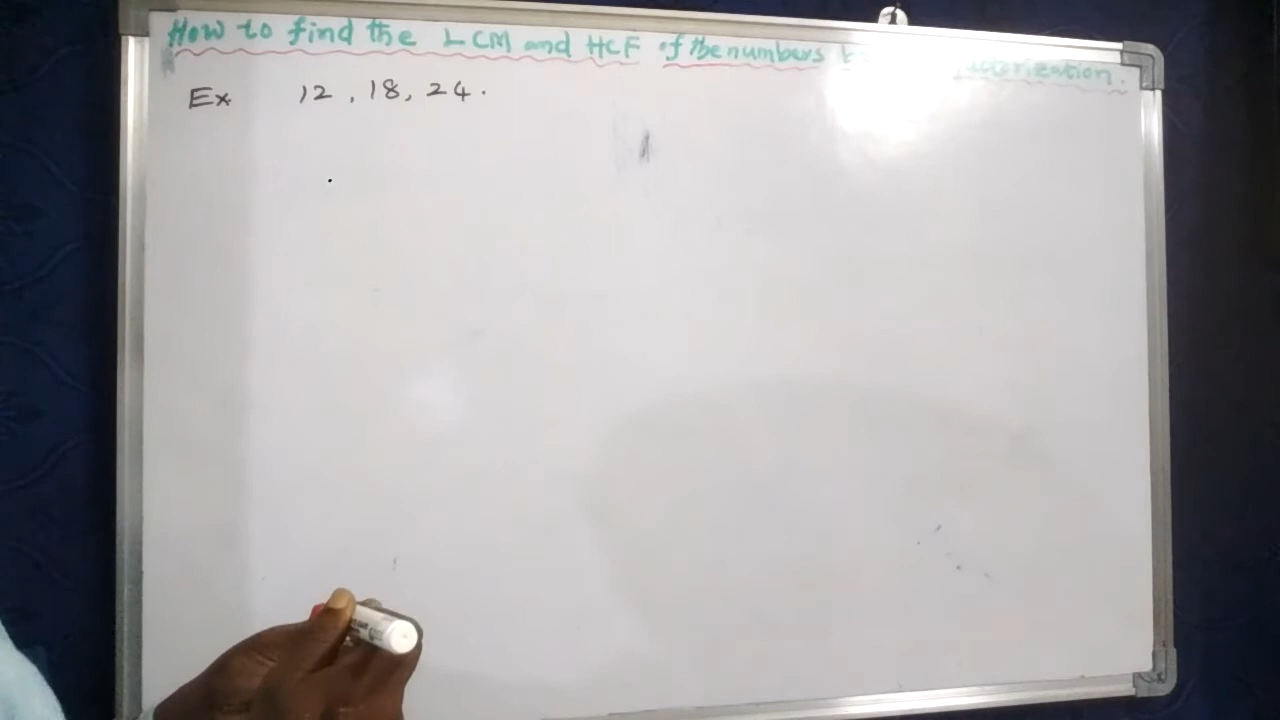 How to find the LCM and HCF of the numbers
Ex 12, 18, 24.